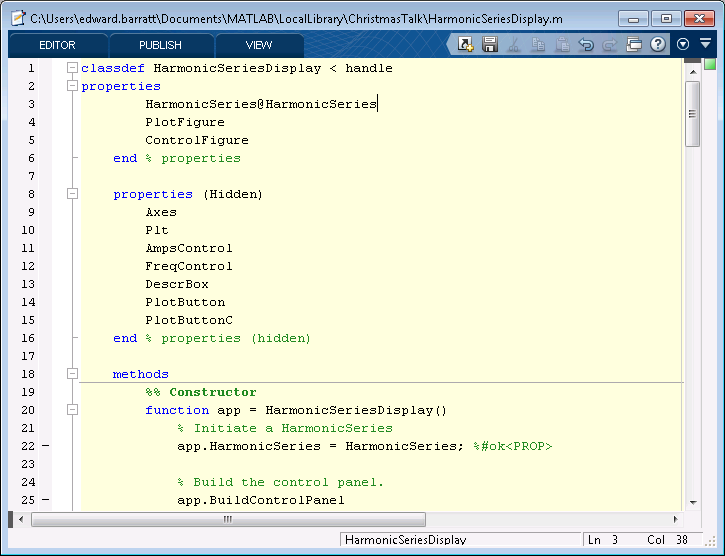 C:\Users\edward.barratt\Documents\MATLAB\LocalLibrary\ChristmasTalk\HarmonicSeriesDisplay.m
EDITOR PUBLISH VIEW
1 classdef HarmonicSeriesDisplay < handle
2 properties
3 HarmonicSeries@HarmonicSeries
4 PlotFigure
5 ControlFigure
6 end % properties
7
8 properties (Hidden)
9 Axes
10 Plt
11 AmpsControl
12 FreqControl
13 DescrBox
14 PlotButton
15 PlotButtonC
16 end % properties (hidden)
17
18 methods
19 %% Constructor
20 function app = HarmonicSeriesDisplay()
21 % Initiate a HarmonicSeries
22 – app.HarmonicSeries = HarmonicSeries; %#ok<PROP>
23
24 % Build the control panel.
25 – app.BuildControlPanel
HarmonicSeriesDisplay Ln 3 Col 38